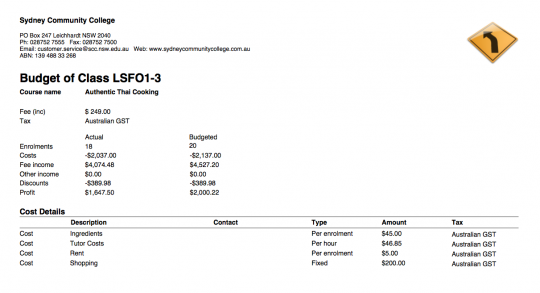 Sydney Community College
PO Box 247 Leichhardt NSW 2040
Ph: 028752 7555 Fax: 028752 7500
Email: customer.service@scc.nsw.edu.au Web: www.sydneycommunitycollege.com.au
ABN: 139 488 33 268
Budget of Class LSFO1-3
Course name Authentic Thai Cooking
Fee (inc) $ 249.00
Tax Australian GST
Actual Budgeted
Enrolments 18 20
Costs -$2,037.00 -$2,137.00
Fee income $4,074.48 $4,527.20
Other income $0.00 $0.00
Discounts -$389.98 -$389.98
Profit $1,647.50 $2,000.22
Cost Details
Description Contact Type Amount Tax
Cost Ingredients Per enrolment $45.00 Australian GST
Cost Tutor Costs Per hour $46.85 Australian GST
Cost Rent Per enrolment $5.00 Australian GST
Cost Shopping Fixed $200.00 Australian GST